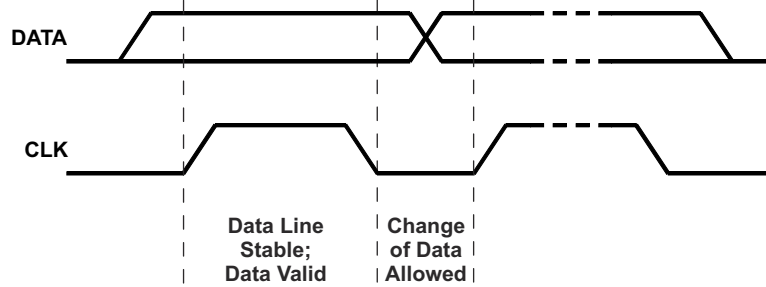 DATA
CLK
Data Line
Stable;
Data Valid
Change
of Data
Allowed